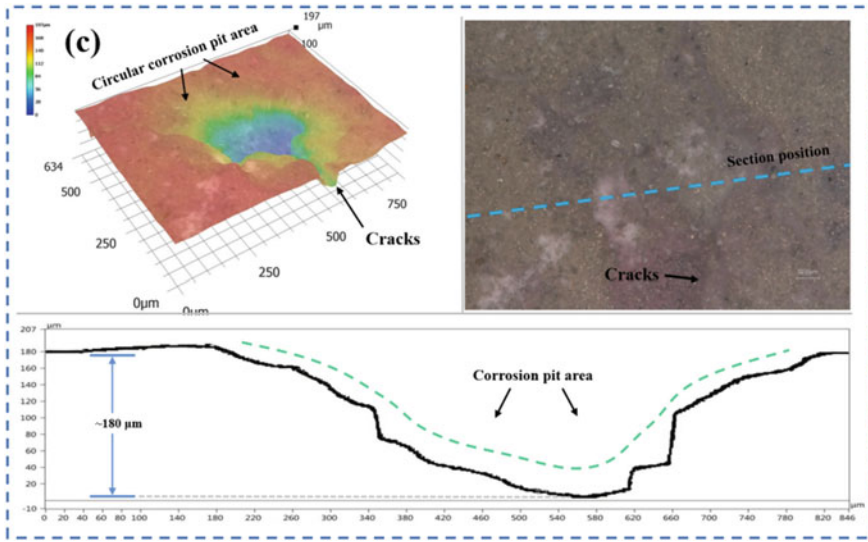 (c)
197
μm
100
Circular corrosion pit area
634
500
250
0μm
0μm
250
500
750
Cracks
Section position
Cracks
μm
207
180
160
140
120
100
80
60
40
20
-10
~180 μm
Corrosion pit area
0 20 60 100 140 180 220 260 300 340 380 420 460 500 540 580 620 660 700 740 780 820 846
μm